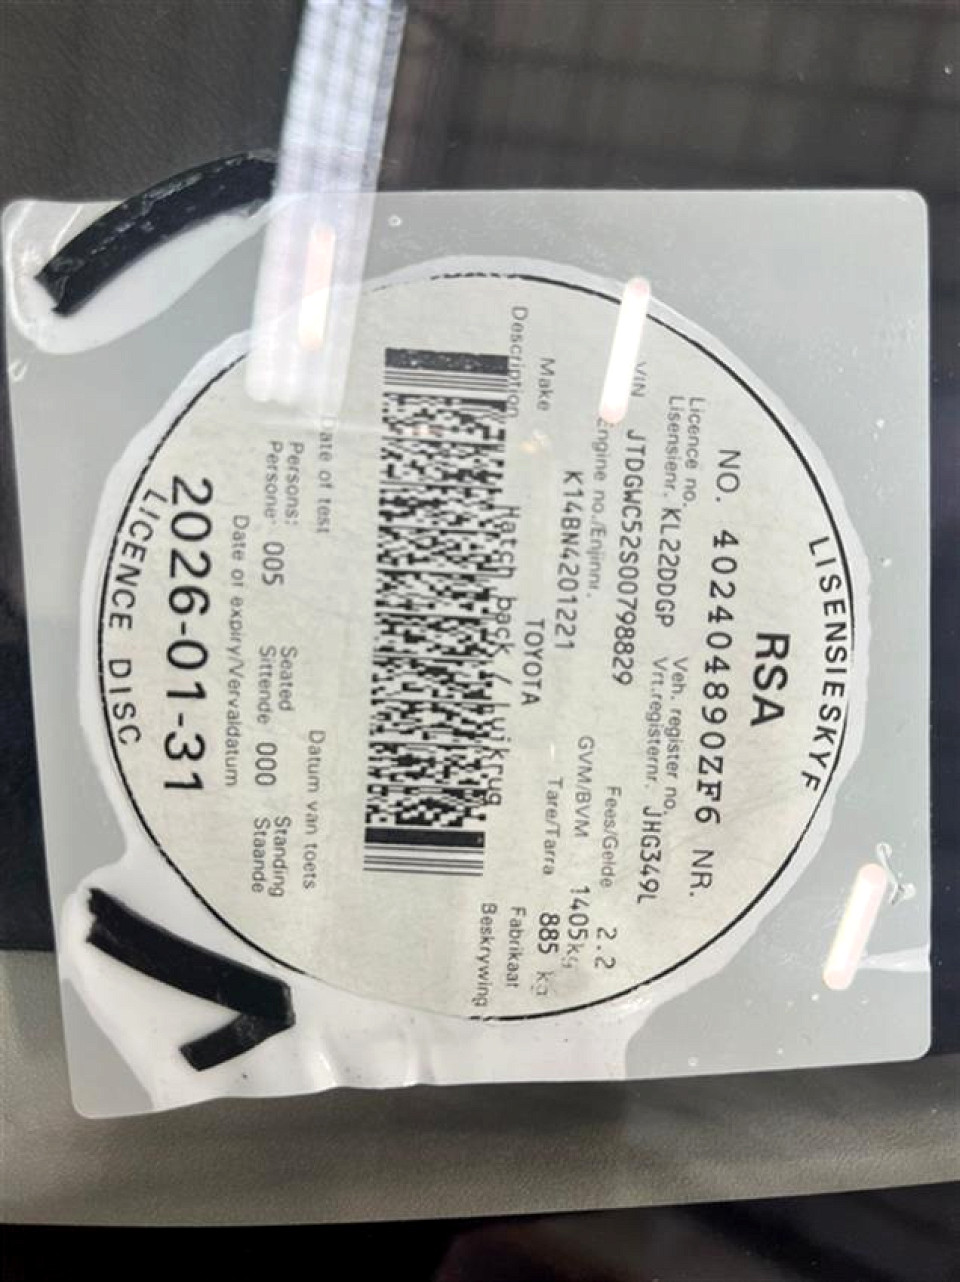 LISENSIESKYF
RSA
NO. 402404890ZF6 NR.
Licence no. Veh. register no.
Lisensienr. KL22DDGP Vrt.registernr. JHG349L
VIN JTDGWC52S00798829
Engine no./Enjinnr. Fees/Gelde 2.2
K14BN4201221 GVM/BVM 1405kg
Make TOYOTA Tare/Tarra 885 kg
Fabrikaat
Description Hatch back / Luikrug Beskrywing
Date of test Datum van toets
Persons: Seated Standing
Persone: 005 Sittende 000 Staande
Date of expiry/Vervaldatum
2026-01-31
LICENCE DISC